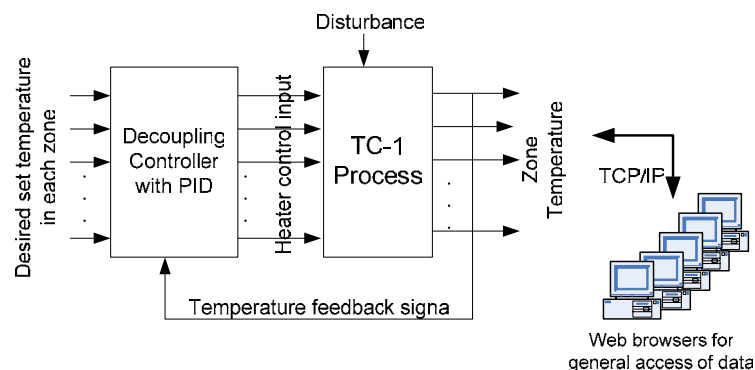 Disturbance
Desired set temperature
in each zone
Decoupling
Controller
with PID
Heater control input
TC-1
Process
Zone
Temperature
TCP/IP
Temperature feedback signa
Web browsers for
general access of data